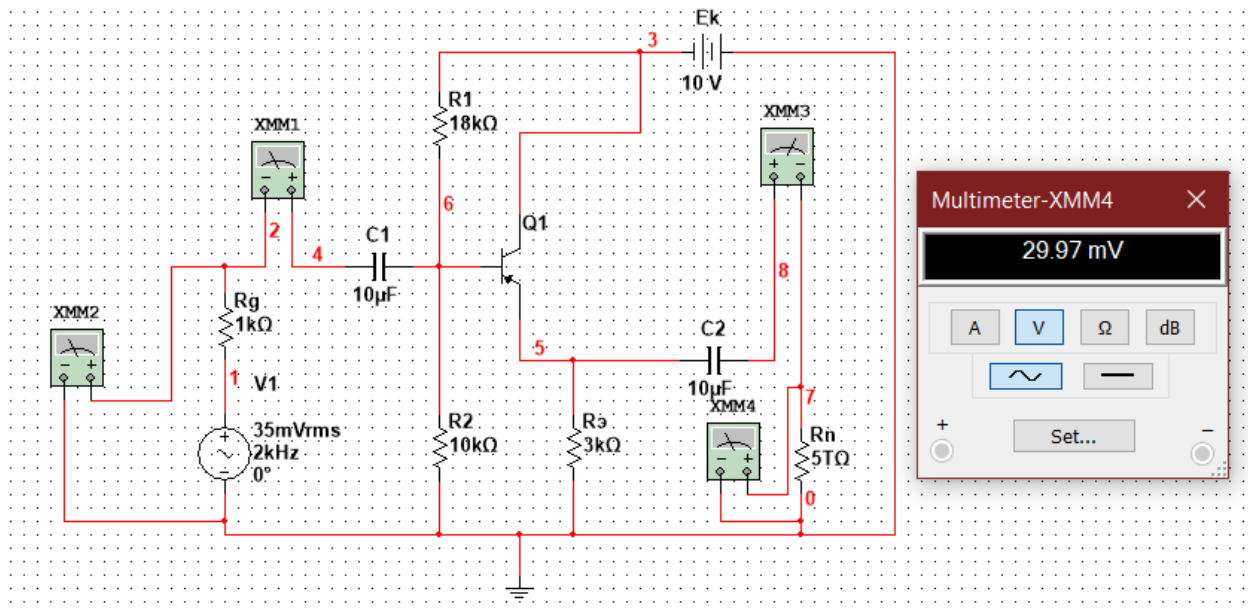 Ek
3
10 V
R1
18kΩ
XMM1
- +
XMM3
+ -
Multimeter-XMM4
29.97 mV
A
V
Ω
dB
Set...
+
-
6
Q1
2
4
C1
10µF
8
Rg
1kΩ
XMM2
- +
1
V1
35mVrms
2kHz
0°
5
C2
10µF
XMM4
- +
7
R2
10kΩ
Rэ
3kΩ
Rn
5TΩ
0